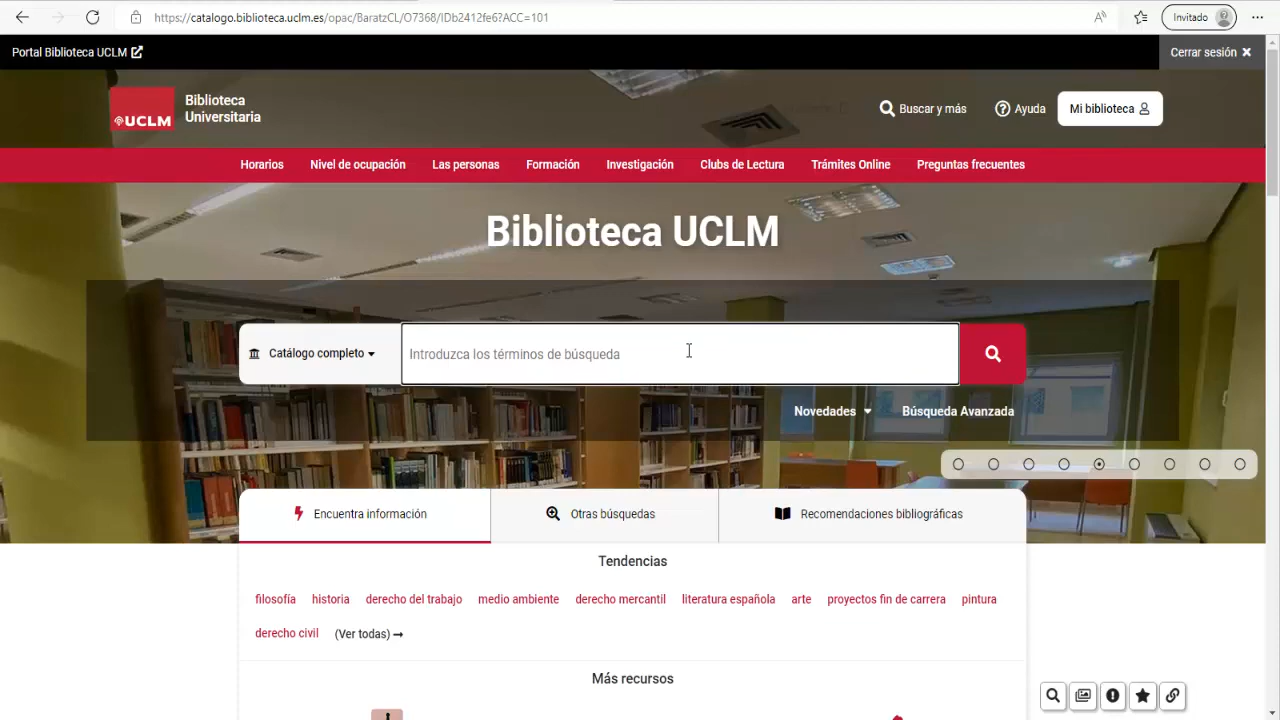 https://catalogo.biblioteca.uclm.es/opac/BaratzCL/O7368/IDb2412fe6?ACC=101
Invitado
Portal Biblioteca UCLM
Cerrar sesión
UCLM
Biblioteca
Universitaria
Buscar y más
Ayuda
Mi biblioteca
Horarios Nivel de ocupación Las personas Formación Investigación Clubs de Lectura Trámites Online Preguntas frecuentes
Biblioteca UCLM
Catálogo completo
Introduzca los términos de búsqueda
Novedades
Búsqueda Avanzada
Encuentra información
Otras búsquedas
Recomendaciones bibliográficas
Tendencias
filosofía historia derecho del trabajo medio ambiente derecho mercantil literatura española arte proyectos fin de carrera pintura
derecho civil (Ver todas)
Más recursos